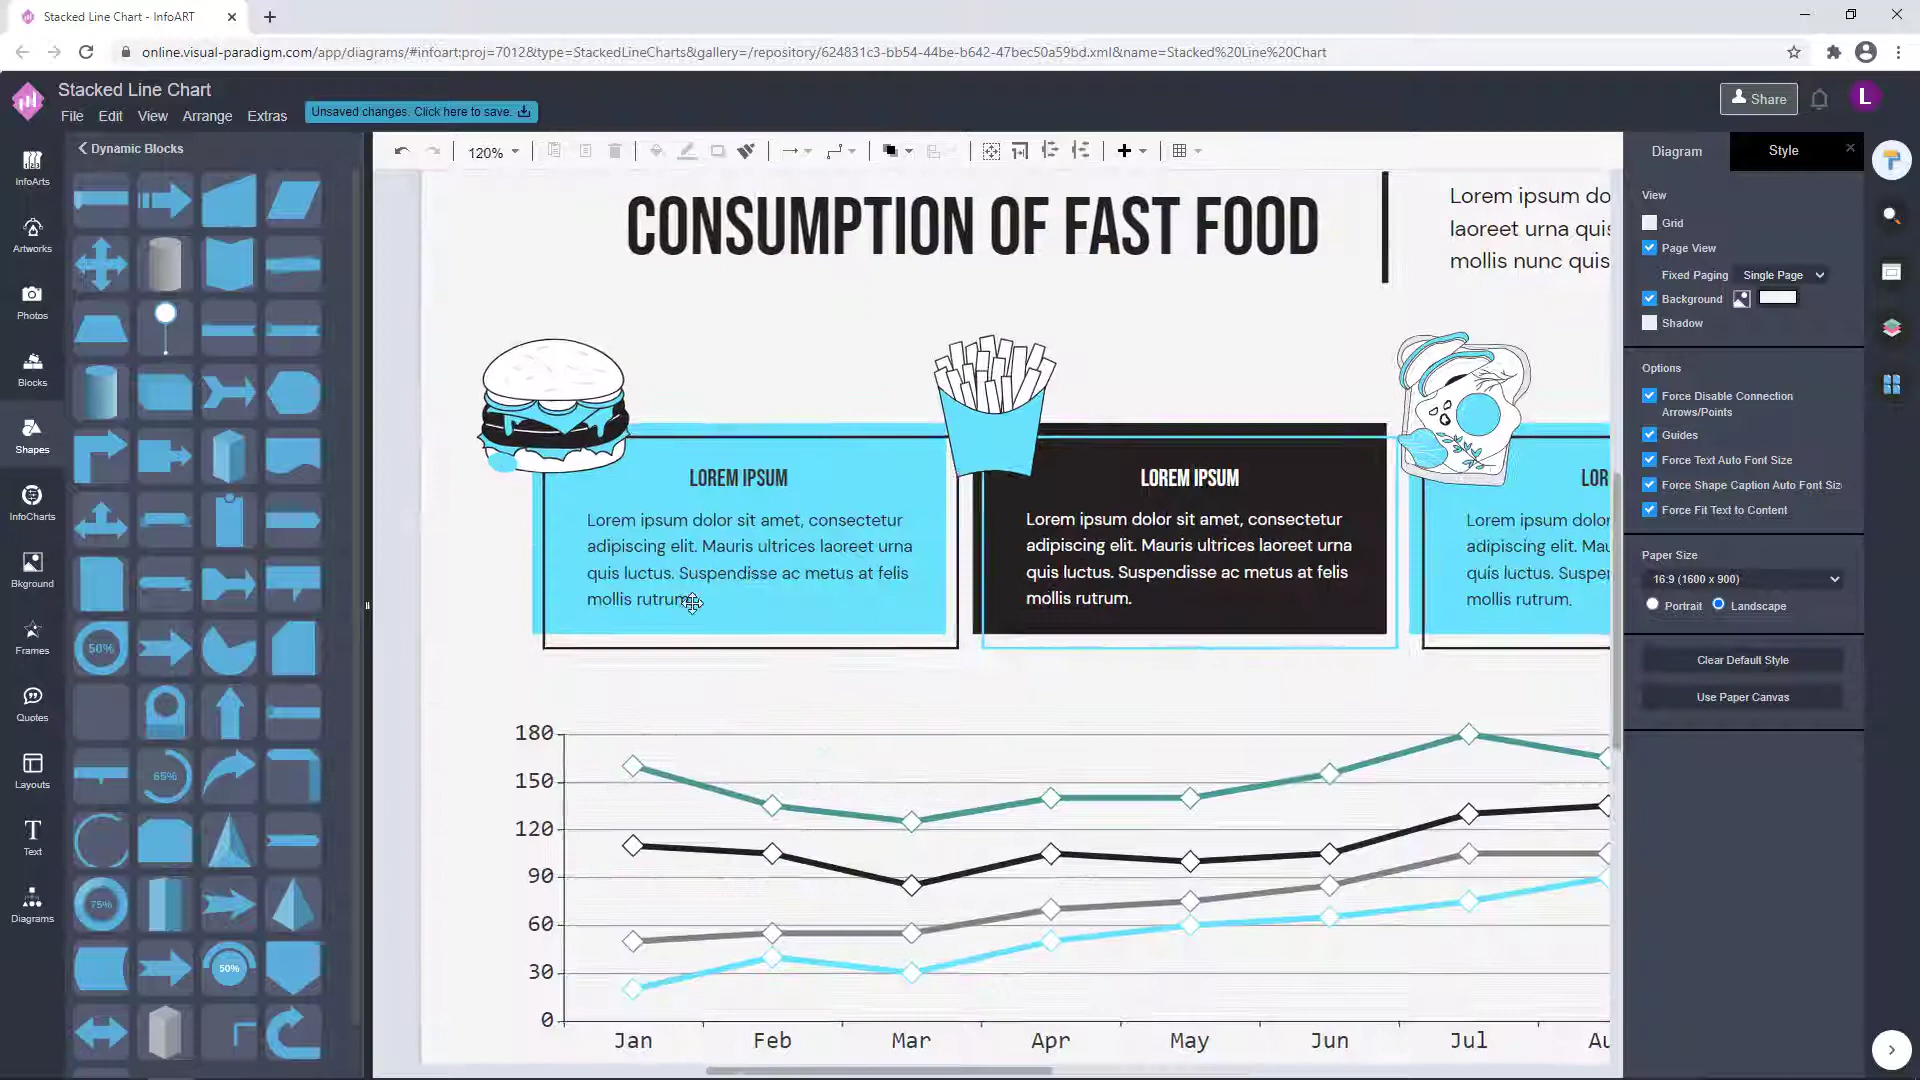 Stacked Line Chart - InfoART
online.visual-paradigm.com/app/diagrams/#infoart:proj=7012&type=StackedLineCharts&gallery=/repository/624831c3-bb54-44be-b642-47bec50a59bd.xml&name=Stacked%20Line%20Chart
Stacked Line Chart
File Edit View Arrange Extras
Unsaved changes. Click here to save.
Share
L
Dynamic Blocks
InfoArts
Artworks
Photos
Blocks
Shapes
InfoCharts
Bkground
Frames
Quotes
Layouts
Text
T
Diagrams
50%
65%
75%
50%
120%
CONSUMPTION OF FAST FOOD
Lorem ipsum do
laoreet urna quis
mollis nunc quis
LOREM IPSUM
Lorem ipsum dolor sit amet, consectetur
adipiscing elit. Mauris ultrices laoreet urna
quis luctus. Suspendisse ac metus at felis
mollis rutrum.
LOREM IPSUM
Lorem ipsum dolor sit amet, consectetur
adipiscing elit. Mauris ultrices laoreet urna
quis luctus. Suspendisse ac metus at felis
mollis rutrum.
LOR
Lorem ipsum dolor
adipiscing elit. Mau
quis luctus. Suspen
mollis rutrum.
180
150
120
90
60
30
0
Jan Feb Mar Apr May Jun Jul Au
Diagram
Style
View
Grid
Page View
Fixed Paging Single Page
Background
Shadow
Options
Force Disable Connection
Arrows/Points
Guides
Force Text Auto Font Size
Force Shape Caption Auto Font Siz
Force Fit Text to Content
Paper Size
16:9 (1600 x 900)
Portrait Landscape
Clear Default Style
Use Paper Canvas